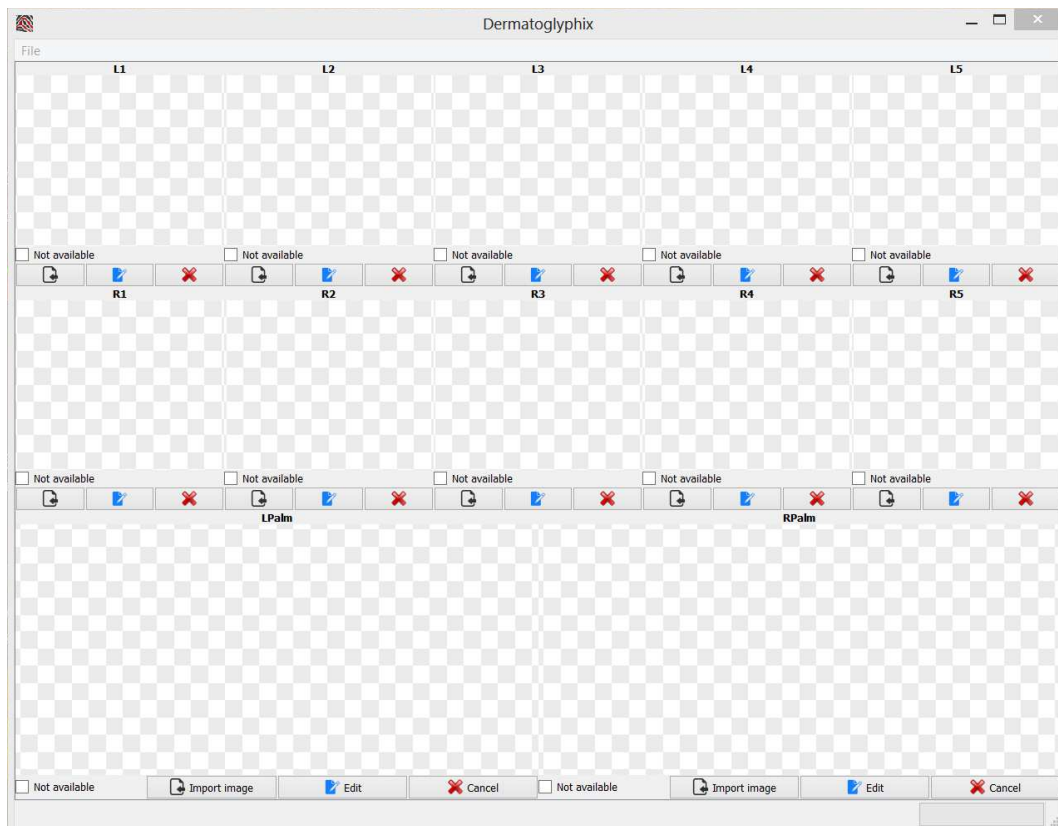 Dermatoglyphix
File
L1 L2 L3 L4 L5
Not available Not available Not available Not available Not available
R1 R2 R3 R4 R5
Not available Not available Not available Not available Not available
LPalm RPalm
Not available Import image Edit Cancel Not available Import image Edit Cancel